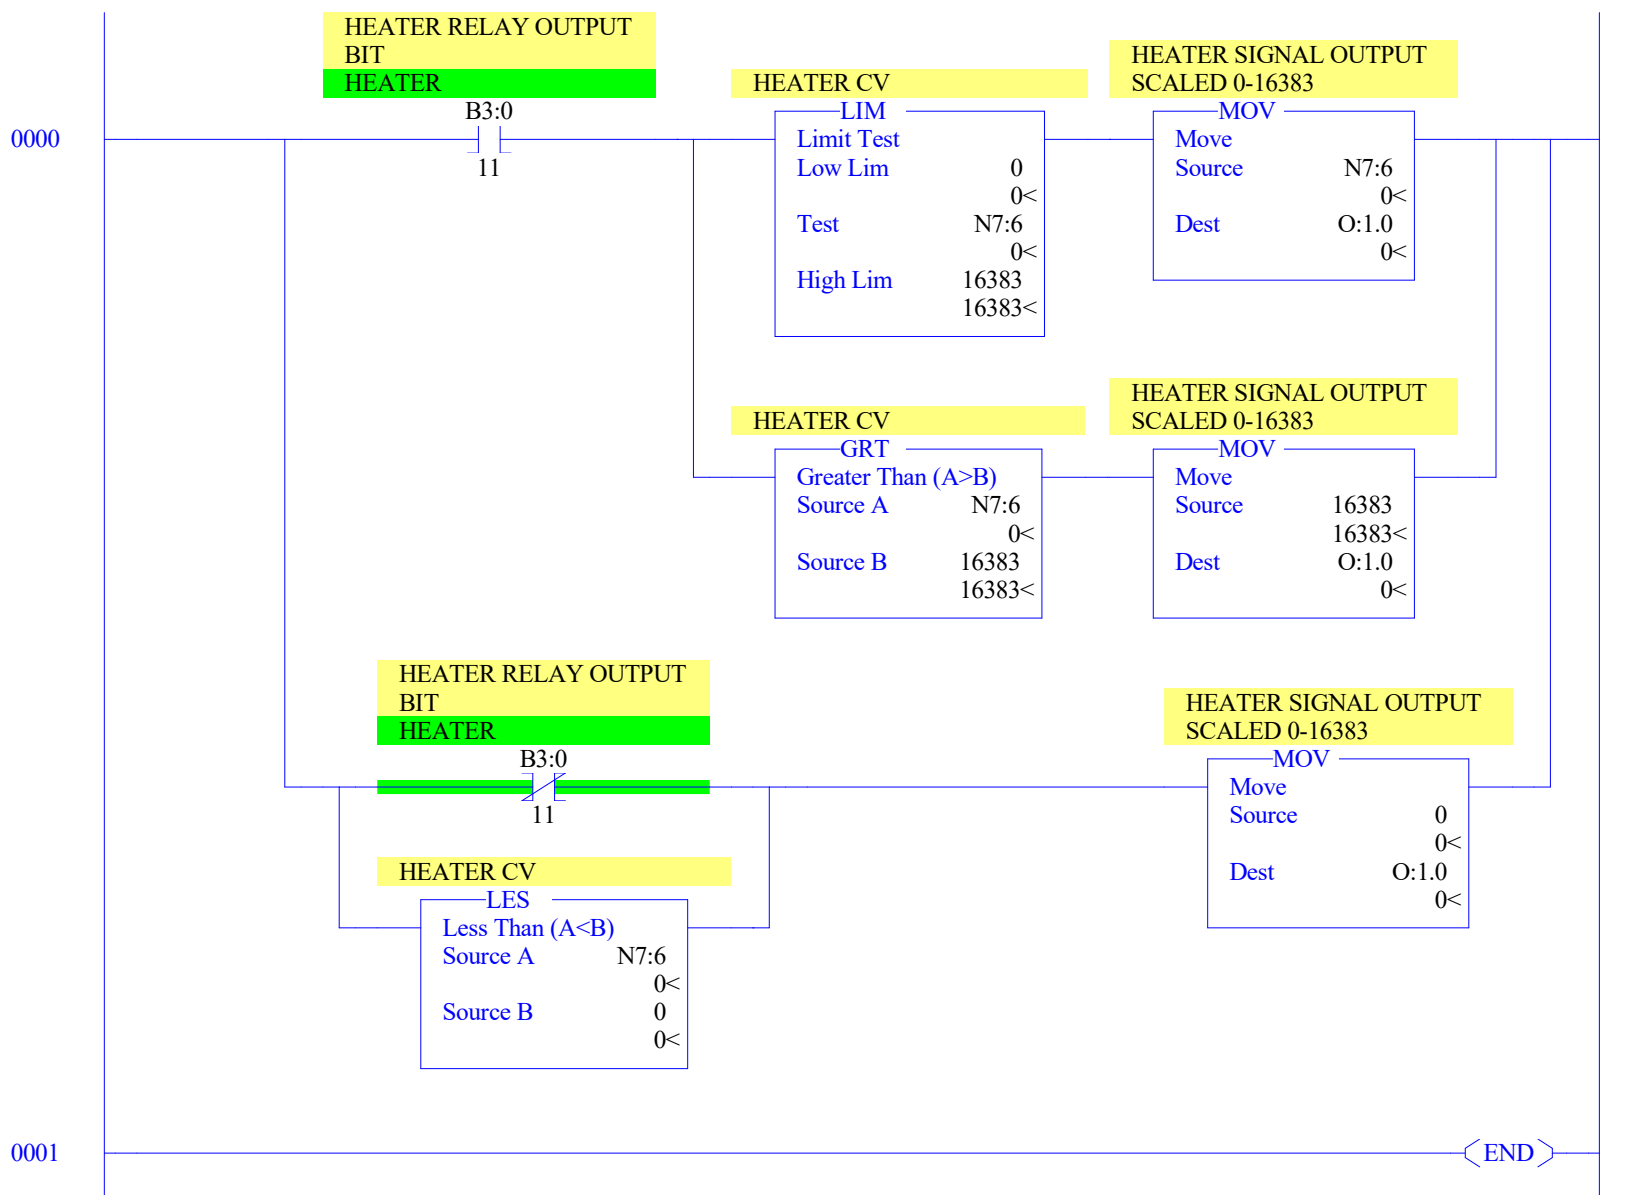 HEATER RELAY OUTPUT
BIT
HEATER
B3:0
11
0000
HEATER CV
LIM
Limit Test
Low Lim 0
0<
Test N7:6
0<
High Lim 16383
16383<
HEATER SIGNAL OUTPUT
SCALED 0-16383
MOV
Move
Source N7:6
0<
Dest O:1.0
0<
HEATER CV
GRT
Greater Than (A>B)
Source A N7:6
0<
Source B 16383
16383<
HEATER SIGNAL OUTPUT
SCALED 0-16383
MOV
Move
Source 16383
16383<
Dest O:1.0
0<
HEATER RELAY OUTPUT
BIT
HEATER
B3:0
11
HEATER CV
LES
Less Than (A<B)
Source A N7:6
0<
Source B 0
0<
HEATER SIGNAL OUTPUT
SCALED 0-16383
MOV
Move
Source 0
0<
Dest O:1.0
0<
0001
END